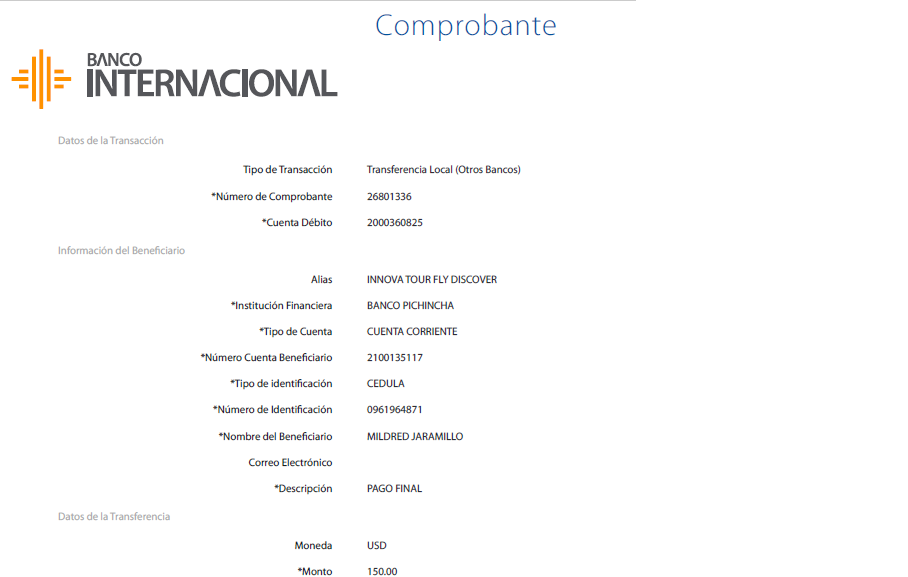 Comprobante
BANCO
INTERNACIONAL
Datos de la Transacción
Tipo de Transacción Transferencia Local (Otros Bancos)
*Número de Comprobante 26801336
*Cuenta Débito 2000360825
Información del Beneficiario
Alias INNOVA TOUR FLY DISCOVER
*Institución Financiera BANCO PICHINCHA
*Tipo de Cuenta CUENTA CORRIENTE
*Número Cuenta Beneficiario 2100135117
*Tipo de identificación CEDULA
*Número de Identificación 0961964871
*Nombre del Beneficiario MILDRED JARAMILLO
Correo Electrónico
*Descripción PAGO FINAL
Datos de la Transferencia
Moneda USD
*Monto 150.00